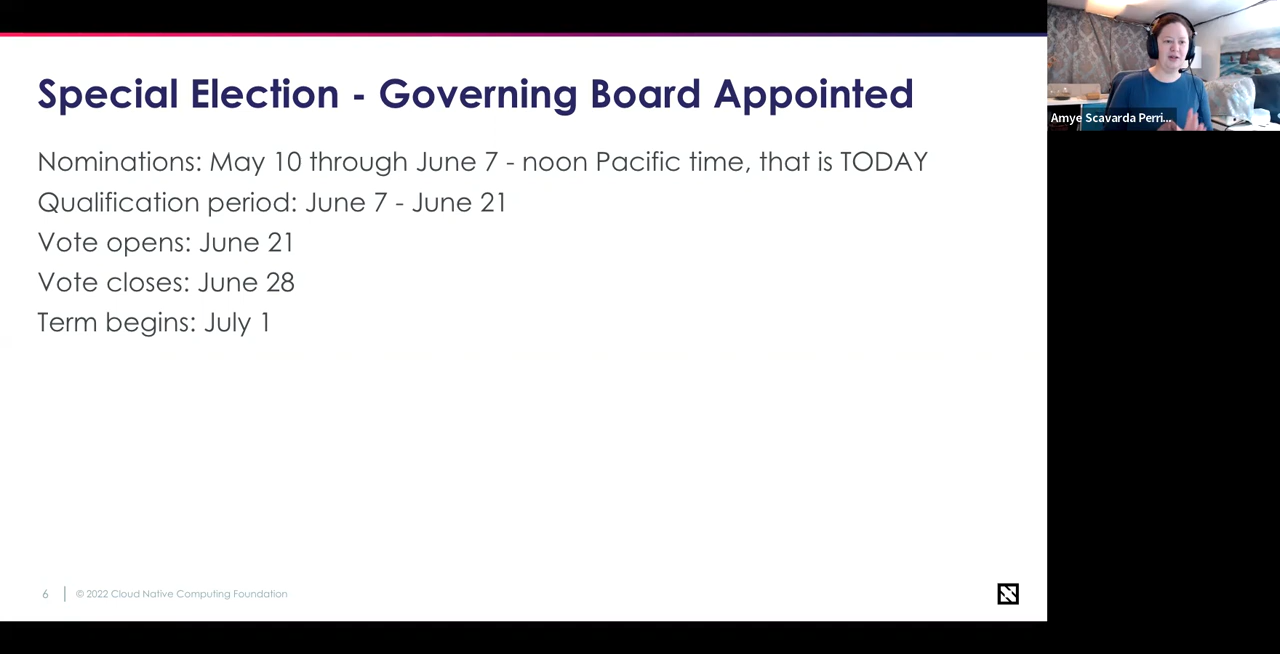 Special Election - Governing Board Appointed
Nominations: May 10 through June 7 - noon Pacific time, that is TODAY
Qualification period: June 7 - June 21
Vote opens: June 21
Vote closes: June 28
Term begins: July 1
6
© 2022 Cloud Native Computing Foundation
Amye Scavarda Perri...